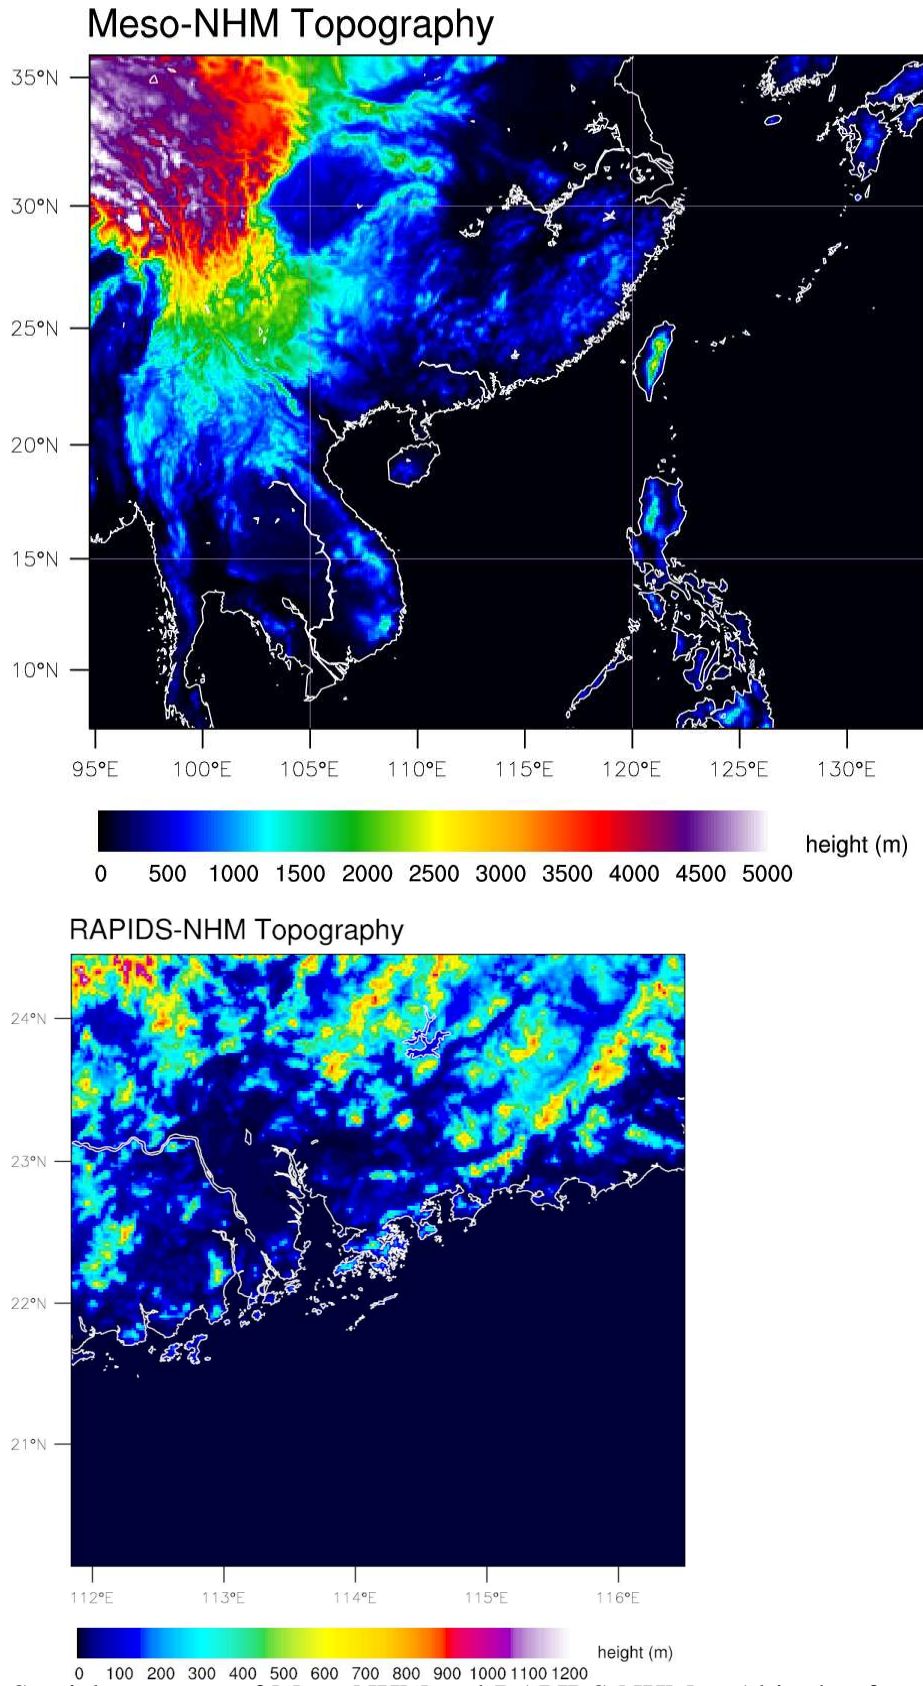 Meso-NHM Topography
35°N
30°N
25°N
20°N
15°N
10°N
95°E 100°E 105°E 110°E 115°E 120°E 125°E 130°E
height (m)
0 500 1000 1500 2000 2500 3000 3500 4000 4500 5000
RAPIDS-NHM Topography
24°N
23°N
22°N
21°N
112°E 113°E 114°E 115°E 116°E
height (m)
0 100 200 300 400 500 600 700 800 900 1000 1100 1200